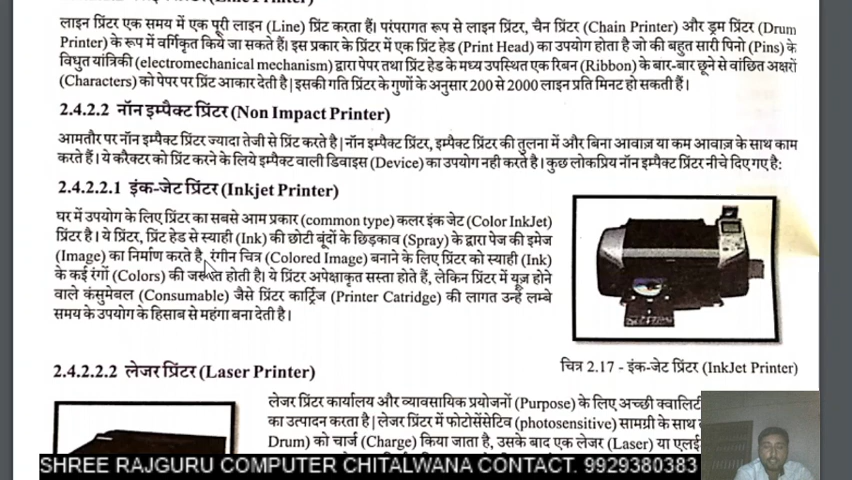 लाइन प्रिंटर एक समय में एक पूरी लाइन (Line) प्रिंट करता हैं। परंपरागत रूप से लाइन प्रिंटर, चैन प्रिंटर (Chain Printer) और ड्रम प्रिंटर (Drum
Printer) के रूप में वर्गिकृत किये जा सकते हैं। इस प्रकार के प्रिंटर में एक प्रिंट हेड (Print Head) का उपयोग होता है जो की बहुत सारी पिनो (Pins) के
विधुत यांत्रिकी (electromechanical mechanism) द्वारा पेपर तथा प्रिंट हेड के मध्य उपस्थित एक रिबन (Ribbon) के बार-बार छूने से वांछित अक्षरों
(Characters) को पेपर पर प्रिंट आकार देती है | इसकी गति प्रिंटर के गुणों के अनुसार 200 से 2000 लाइन प्रति मिनट हो सकती हैं।
2.4.2.2 नॉन इम्पैक्ट प्रिंटर (Non Impact Printer)
आमतौर पर नॉन इम्पैक्ट प्रिंटर ज्यादा तेजी से प्रिंट करते है | नॉन इम्पैक्ट प्रिंटर, इम्पैक्ट प्रिंटर की तुलना में और बिना आवाज़ या कम आवाज़ के साथ काम
करते हैं। ये करैक्टर को प्रिंट करने के लिये इम्पैक्ट वाली डिवाइस (Device) का उपयोग नही करते है। कुछ लोकप्रिय नॉन इम्पैक्ट प्रिंटर नीचे दिए गए है:
2.4.2.2.1 इंक-जेट प्रिंटर (Inkjet Printer)
घर में उपयोग के लिए प्रिंटर का सबसे आम प्रकार (common type) कलर इंक जेट (Color InkJet)
प्रिंटर है। ये प्रिंटर, प्रिंट हेड से स्याही (Ink) की छोटी बूंदों के छिड़काव (Spray) के द्वारा पेज की इमेज
(Image) का निर्माण करते है, रंगीन चित्र (Colored Image) बनाने के लिए प्रिंटर को स्याही (Ink)
के कई रंगों (Colors) की जरूरत होती है। ये प्रिंटर अपेक्षाकृत सस्ता होते हैं, लेकिन प्रिंटर में यूज़ होने
वाले कंसुमेबल (Consumable) जैसे प्रिंटर कार्ट्रिज (Printer Catridge) की लागत उन्हें लम्बे
समय के उपयोग के हिसाब से महंगा बना देती है।
चित्र 2.17 - इंक-जेट प्रिंटर (InkJet Printer)
2.4.2.2.2 लेजर प्रिंटर (Laser Printer)
लेजर प्रिंटर कार्यालय और व्यावसायिक प्रयोजनों (Purpose) के लिए अच्छी क्वालिटी
का उत्पादन करता है | लेजर प्रिंटर में फोटोसेंसेटिव (photosensitive) सामग्री के साथ
Drum) को चार्ज (Charge) किया जाता है, उसके बाद एक लेजर (Laser) या
SHREE RAJGURU COMPUTER CHITALWANA CONTACT. 9929380383